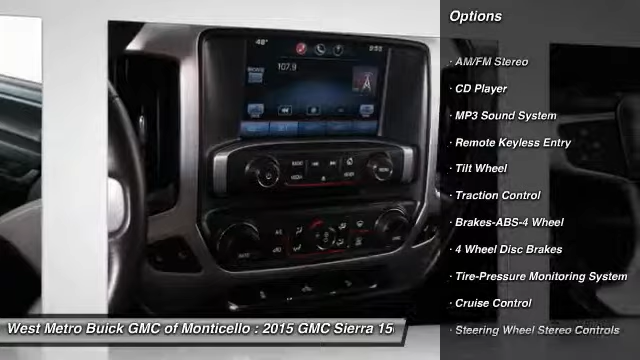 Options
· AM/FM Stereo
· CD Player
· MP3 Sound System
· Remote Keyless Entry
· Tilt Wheel
· Traction Control
· Brakes-ABS-4 Wheel
· 4 Wheel Disc Brakes
· Tire-Pressure Monitoring System
· Cruise Control
· Steering Wheel Stereo Controls
107.9
West Metro Buick GMC of Monticello : 2015 GMC Sierra 15